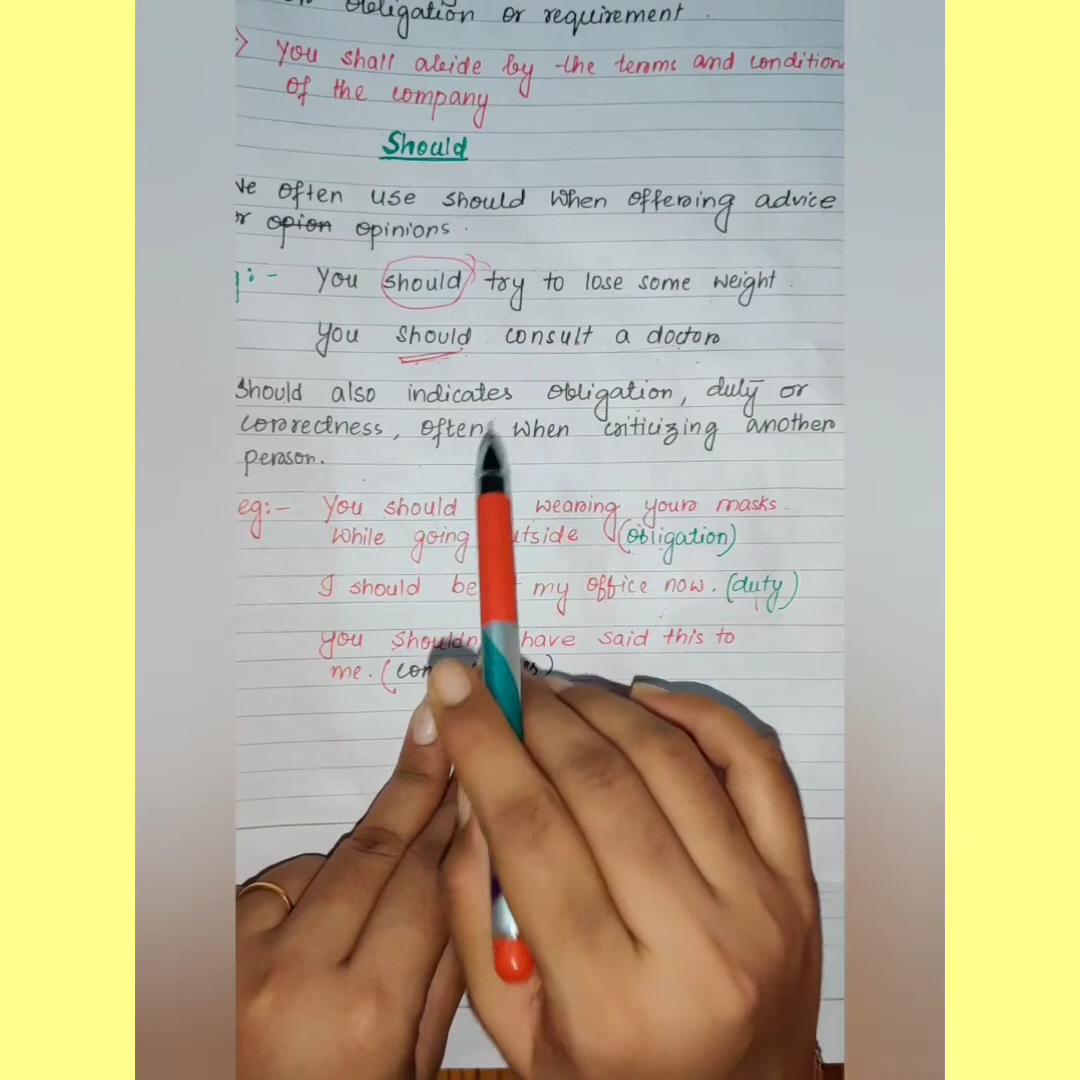 obligation or requirement.
You shall abide by the terms and condition
of the company
Should
often use should when offering advice
opion opinions.
:- You should try to lose some weight.
You should consult a doctor
Should also indicates obligation, duty or
correctness, often when criticizing another
person.
eg:- You should wearing your masks.
While going outside (obligation)
I should be my office now. (duty)
You shouldn have said this to
me. (